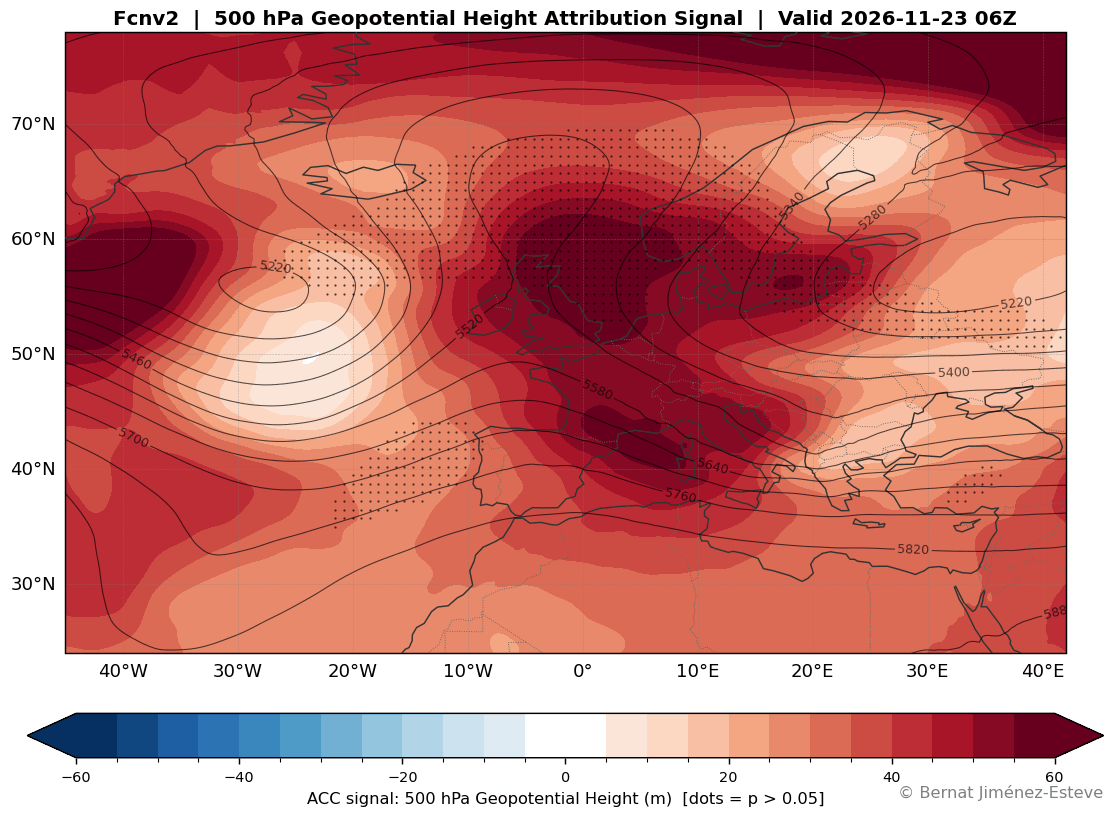 Fcnv2 | 500 hPa Geopotential Height Attribution Signal | Valid 2026-11-23 06Z
70°N
60°N
50°N
40°N
30°N
5340
5280
5220
5220
5520
5460
5400
5580
5700
5640
5760
5820
588
40°W 30°W 20°W 10°W 0° 10°E 20°E 30°E 40°E
−60 −40 −20 0 20 40 60
ACC signal: 500 hPa Geopotential Height (m) [dots = p > 0.05]
© Bernat Jiménez-Esteve